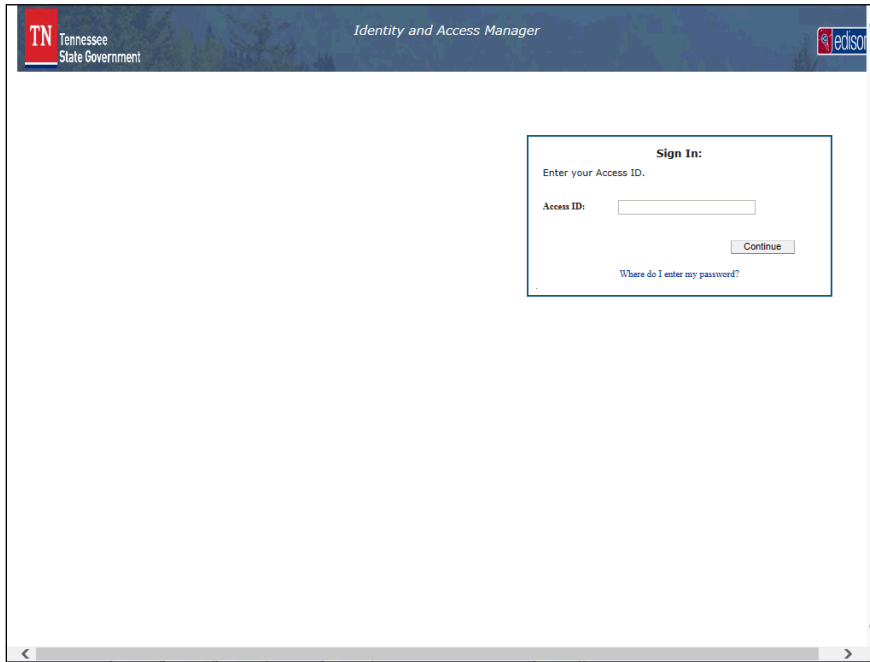 TN Tennessee
State Government
Identity and Access Manager
edison
Sign In:
Enter your Access ID.
Access ID:
Continue
Where do I enter my password?